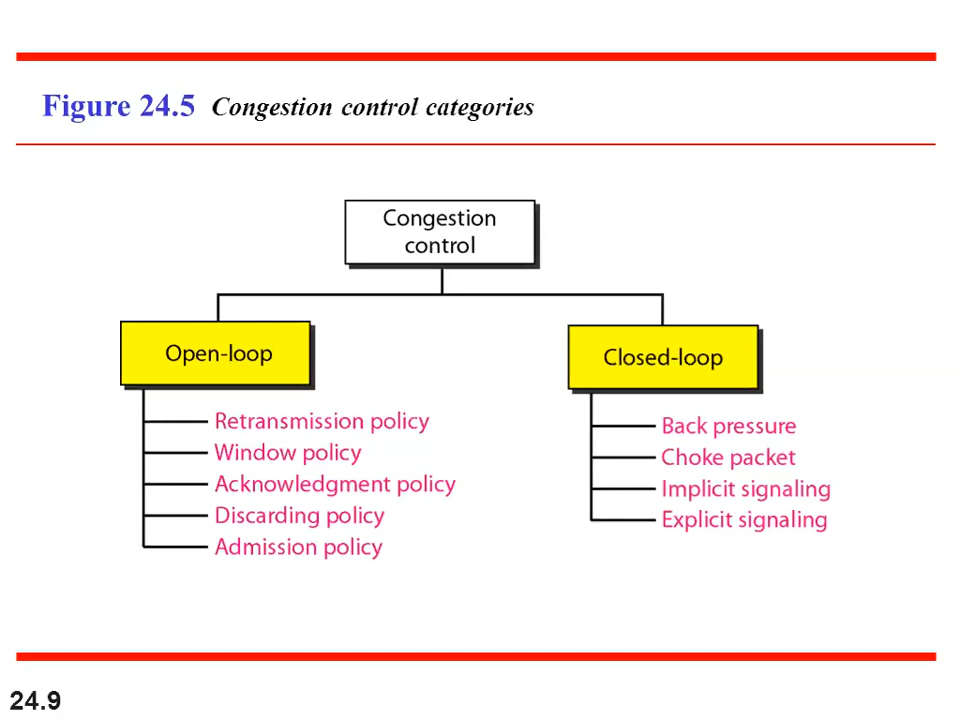 Figure 24.5 Congestion control categories
Congestion
control
Open-loop
Retransmission policy
Window policy
Acknowledgment policy
Discarding policy
Admission policy
Closed-loop
Back pressure
Choke packet
Implicit signaling
Explicit signaling
24.9